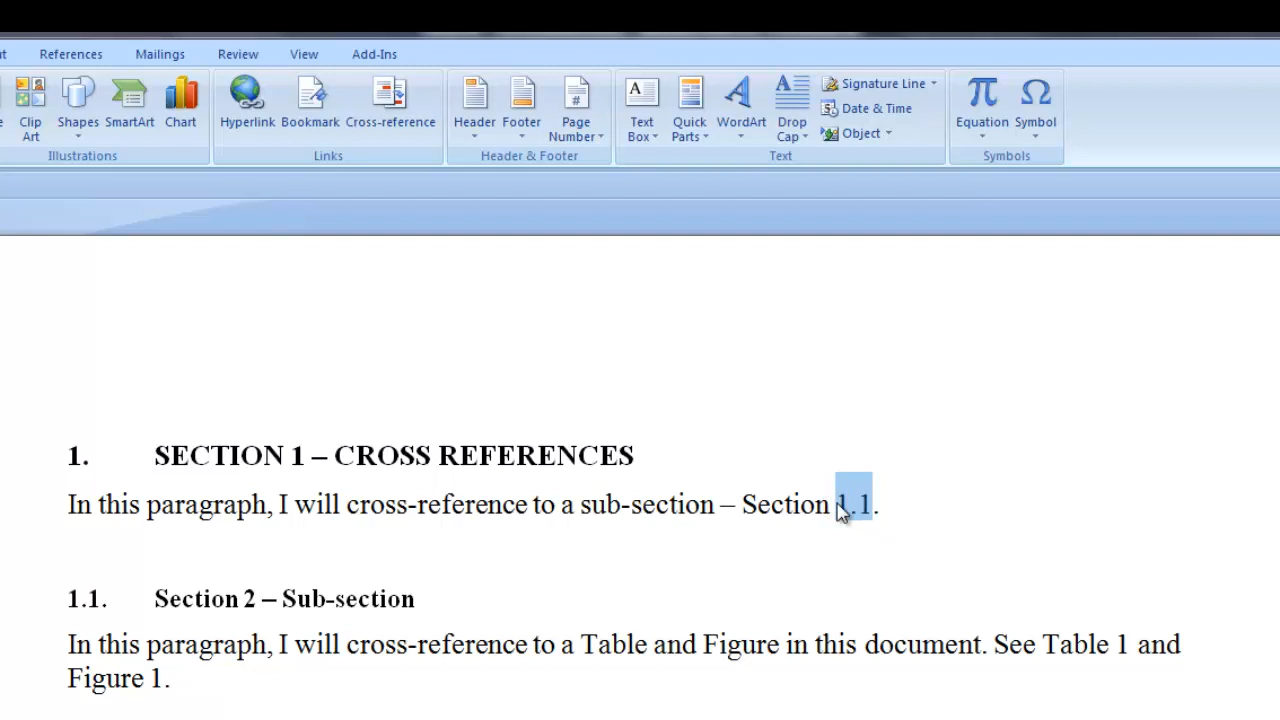 References Mailings Review View Add-Ins
Clip Art Shapes SmartArt Chart
Illustrations
Hyperlink Bookmark Cross-reference
Links
Header Footer Page Number
Header & Footer
Text Box Quick Parts WordArt Drop Cap
Signature Line
Date & Time
Object
Text
Equation Symbol
Symbols
1. SECTION 1 – CROSS REFERENCES
In this paragraph, I will cross-reference to a sub-section – Section 1.1.
1.1. Section 2 – Sub-section
In this paragraph, I will cross-reference to a Table and Figure in this document. See Table 1 and
Figure 1.